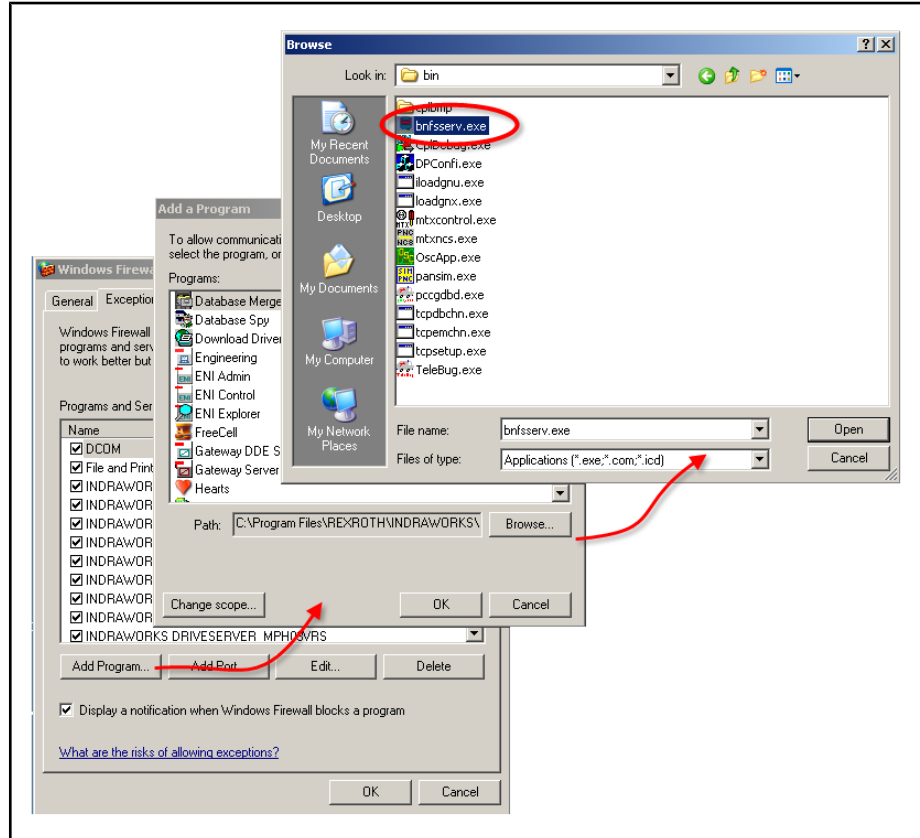 Browse
Look in: bin
My Recent Documents
Desktop
My Documents
My Computer
My Network Places
cplbmp
bnfsserv.exe
CplDebug.exe
DPConfi.exe
iloadgnu.exe
loadgnx.exe
mtxcontrol.exe
mtxncs.exe
OscApp.exe
pansim.exe
pccgdbd.exe
tcpdbchn.exe
tcpemchn.exe
tcpsetup.exe
TeleBug.exe
File name: bnfsserv.exe Open
Files of type: Applications (*.exe;*.com;*.icd) Cancel
Add a Program
To allow communicati
select the program, or
Programs:
Database Merge
Database Spy
Download Driver
Engineering
ENI Admin
ENI Control
ENI Explorer
FreeCell
Gateway DDE S
Gateway Server
Hearts
Path: C:\Program Files\REXROTH\INDRAWORKS\ Browse...
Change scope... OK Cancel
Windows Firewa
General Exception
Windows Firewall
programs and serv
to work better but
Programs and Ser
Name
DCOM
File and Print
INDRAWOR
INDRAWOR
INDRAWOR
INDRAWOR
INDRAWOR
INDRAWOR
INDRAWOR
INDRAWOR
INDRAWORKS DRIVESERVER MPH03VRS
Add Program... Add Port... Edit... Delete
Display a notification when Windows Firewall blocks a program
What are the risks of allowing exceptions?
OK Cancel